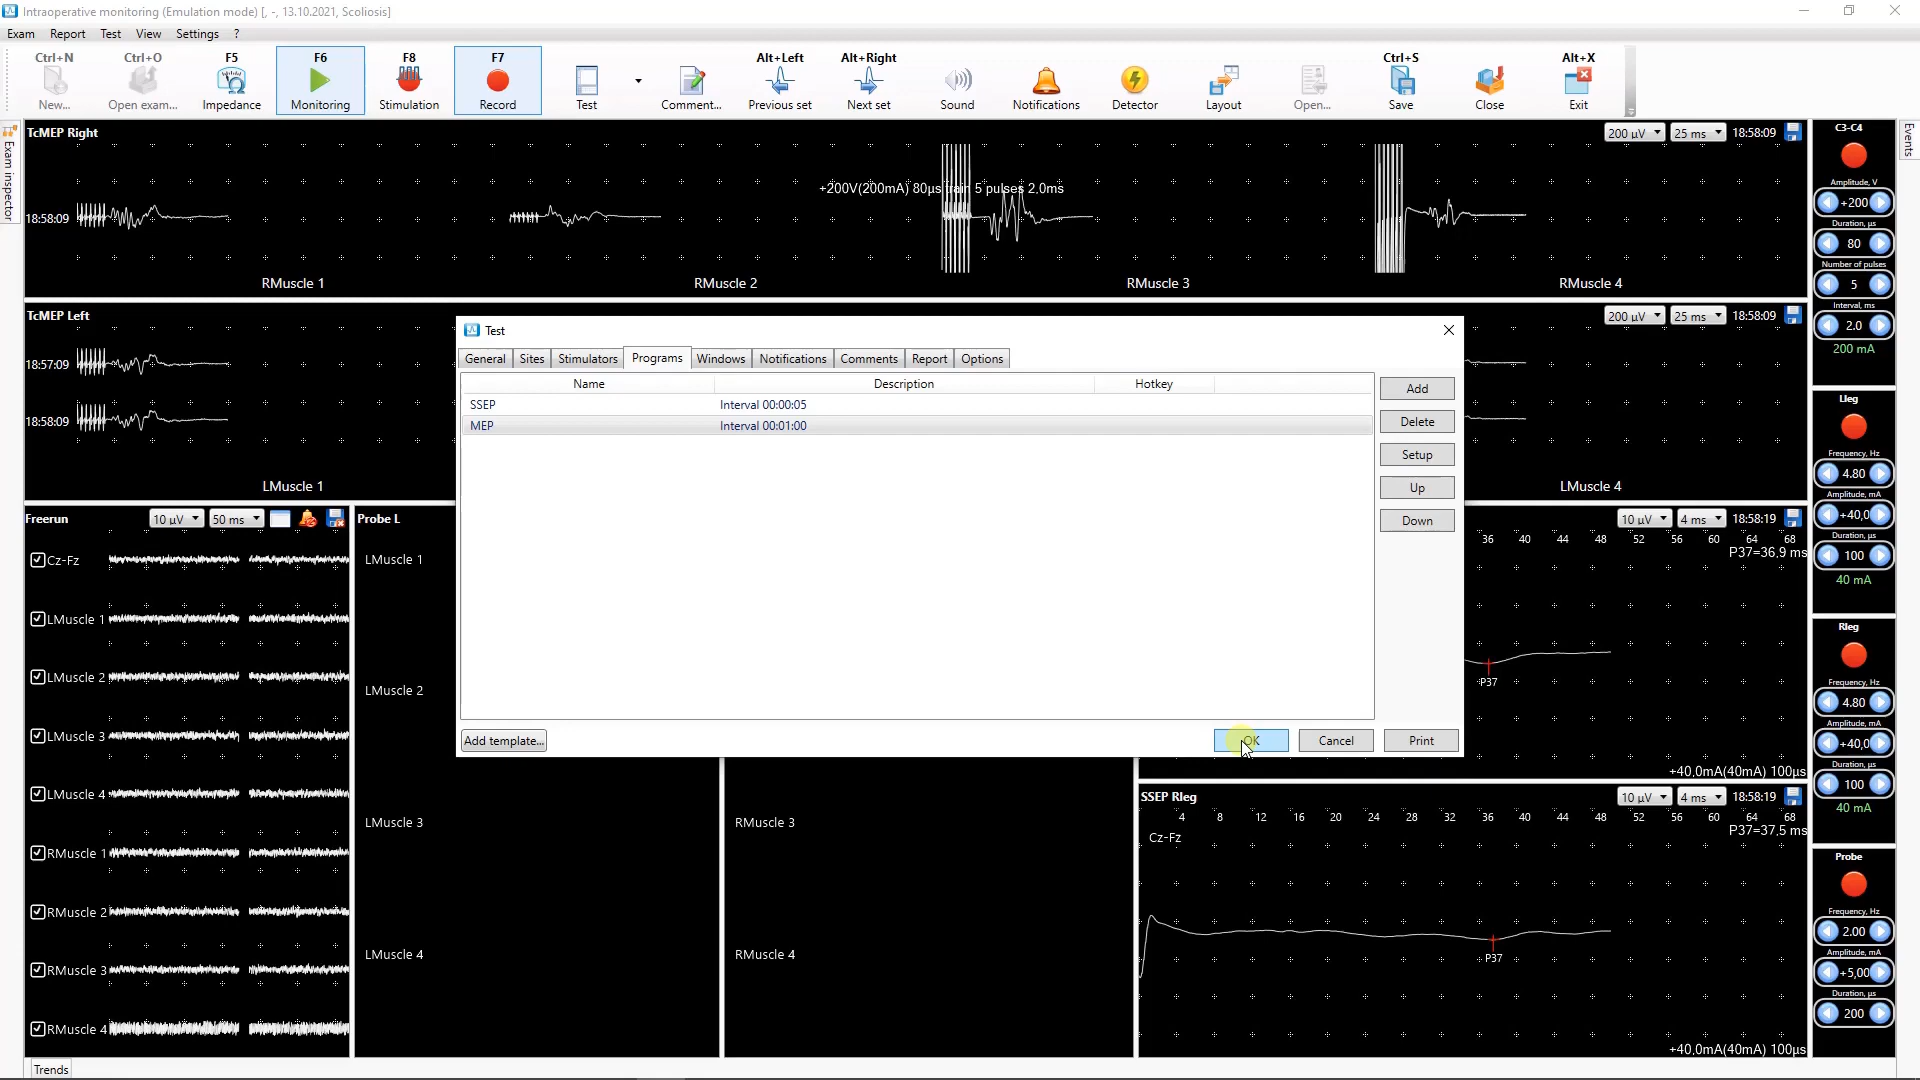 Intraoperative monitoring (Emulation mode) [, -, 13.10.2021, Scoliosis]
Exam Report Test View Settings ?
Ctrl+N Ctrl+O F5 F6 F8 F7 Alt+Left Alt+Right Ctrl+S Alt+X
New... Open exam... Impedance Monitoring Stimulation Record Test Comment... Previous set Next set Sound Notifications Detector Layout Open... Save Close Exit
Exam inspector
Events
TcMEP Right
200 µV 25 ms 18:58:09
+200V(200mA) 80µs train 5 pulses 2,0ms
18:58:09
RMuscle 1 RMuscle 2 RMuscle 3 RMuscle 4
TcMEP Left
200 µV 25 ms 18:58:09
18:57:09
18:58:09
LMuscle 1 LMuscle 4
Test
General Sites Stimulators Programs Windows Notifications Comments Report Options
Name Description Hotkey
SSEP Interval 00:00:05
MEP Interval 00:01:00
Add
Delete
Setup
Up
Down
Add template... OK Cancel Print
Freerun 10 µV 50 ms
Cz-Fz
LMuscle 1
LMuscle 2
LMuscle 3
LMuscle 4
RMuscle 1
RMuscle 2
RMuscle 3
RMuscle 4
Probe L
LMuscle 1
LMuscle 2
LMuscle 3
LMuscle 4
RMuscle 3
RMuscle 4
10 µV 4 ms 18:58:19
36 40 44 48 52 56 60 64 68
P37=36,9 ms
P37
+40,0mA(40mA) 100µs
SSEP Rleg
10 µV 4 ms 18:58:19
4 8 12 16 20 24 28 32 36 40 44 48 52 56 60 64 68
P37=37,5 ms
Cz-Fz
P37
+40,0mA(40mA) 100µs
C3-C4
Amplitude, V
+200
Duration, µs
80
Number of pulses
5
Interval, ms
2.0
200 mA
Lleg
Frequency, Hz
4.80
Amplitude, mA
+40,0
Duration, µs
100
40 mA
Rleg
Frequency, Hz
4.80
Amplitude, mA
+40,0
Duration, µs
100
40 mA
Probe
Frequency, Hz
2.00
Amplitude, mA
+5,00
Duration, µs
200
Trends